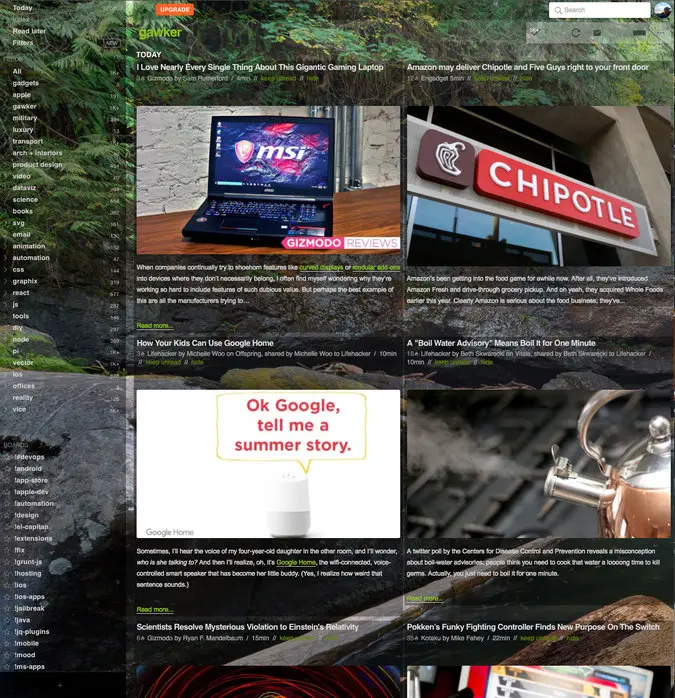 Today
Index
Read later
Filters
NEW
All
gadgets
apple
gawker
military
luxury
transport
arch + interiors
product design
video
dataviz
science
books
svg
email
animation
automation
css
graphix
react
js
tools
diy
node
pi
vector
ios
offices
reality
vice
BOARDS
!#devops
!android
!app-store
!apple-dev
!automation
!design
!el-capitan
!extensions
!fix
!grunt-js
!hosting
!ios
!ios-apps
!jailbreak
!java
!jq-plugins
!mobile
!mood
!ms-apps
UPGRADE
Search
gawker
TODAY
I Love Nearly Every Single Thing About This Gigantic Gaming Laptop
Gizmodo by Sam Rutherford / 4min // keep unread // hide
msi
GIZMODO REVIEWS
When companies continually try to shoehorn features like curved displays or modular add-ons
into devices where they don't necessarily belong, I often find myself wondering why they're
working so hard to include features of such dubious value. But perhaps the best example of
this are all the manufacturers trying to…
Read more...
Amazon may deliver Chipotle and Five Guys right to your front door
Engadget 5min // keep unread // hide
CHIPOTLE
Amazon's been getting into the food game for awhile now. After all, they've introduced
Amazon Fresh and drive-through grocery pickup. And on yeah, they acquired Whole Foods
earlier this year. Clearly Amazon is serious about the food business; they've...
How Your Kids Can Use Google Home
Lifehacker by Michelle Woo on Offspring, shared by Michelle Woo to Lifehacker / 10min
// keep unread // hide
Ok Google,
tell me a
summer story.
Google Home
Sometimes, I'll hear the voice of my four-year-old daughter in the other room, and I'll wonder,
who is she talking to? And then I'll realize, oh, it's Google Home, the wifi-connected, voice-
controlled smart speaker that has become her little buddy. (Yes, I realize how weird that
sentence sounds.)
Read more...
A "Boil Water Advisory" Means Boil It for One Minute
Lifehacker by Beth Skwarecki on Vitals, shared by Beth Skwarecki to Lifehacker /
10min // keep unread // hide
A twitter poll by the Centers for Disease Control and Prevention reveals a misconception
about boil-water advisories: people think you need to cook that water a loooong time to kill
germs. Actually, you just need to boil it for one minute.
Read more...
Scientists Resolve Mysterious Violation to Einstein's Relativity
Gizmodo by Ryan F. Mandelbaum / 15min // keep unread // hide
Pokkén's Funky Fighting Controller Finds New Purpose On The Switch
Kotaku by Mike Fahey / 22min // keep unread // hide